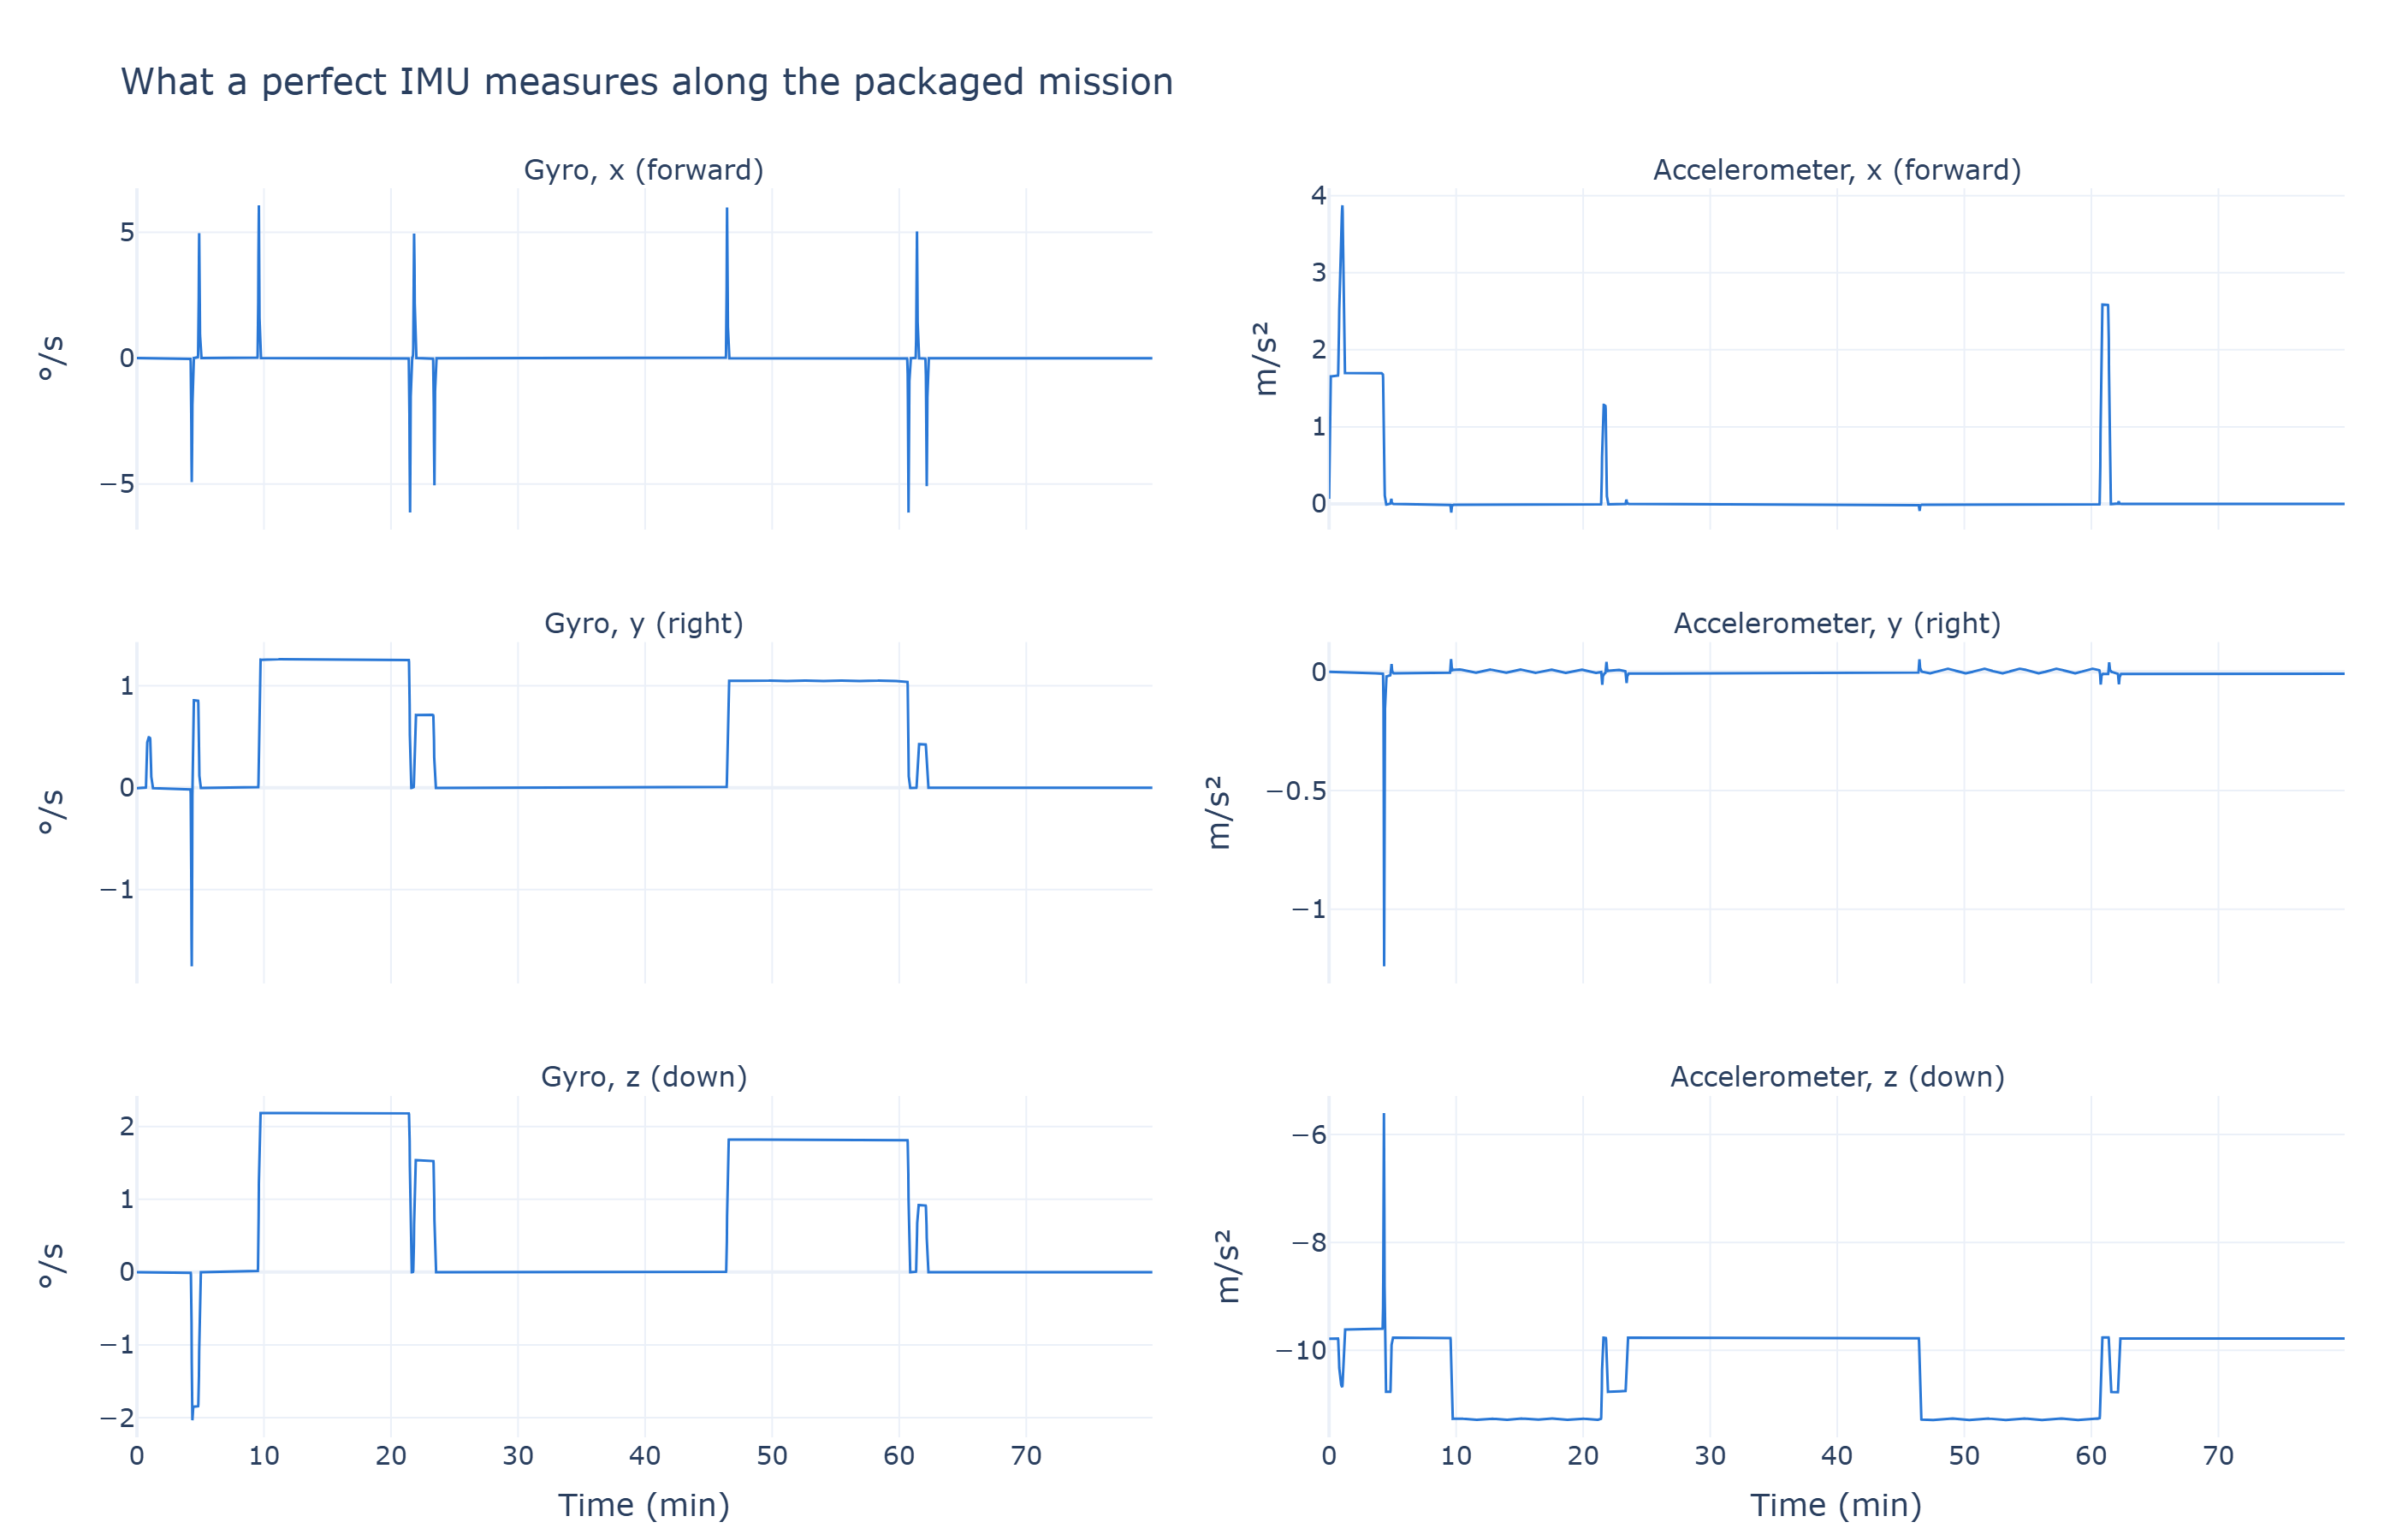 What a perfect IMU measures along the packaged mission
Gyro, x (forward)
5
0
−5
°/s
Accelerometer, x (forward)
4
3
2
1
0
m/s²
Gyro, y (right)
1
0
−1
°/s
Accelerometer, y (right)
0
−0.5
−1
m/s²
Gyro, z (down)
2
1
0
−1
−2
°/s
0 10 20 30 40 50 60 70
Time (min)
Accelerometer, z (down)
−6
−8
−10
m/s²
0 10 20 30 40 50 60 70
Time (min)